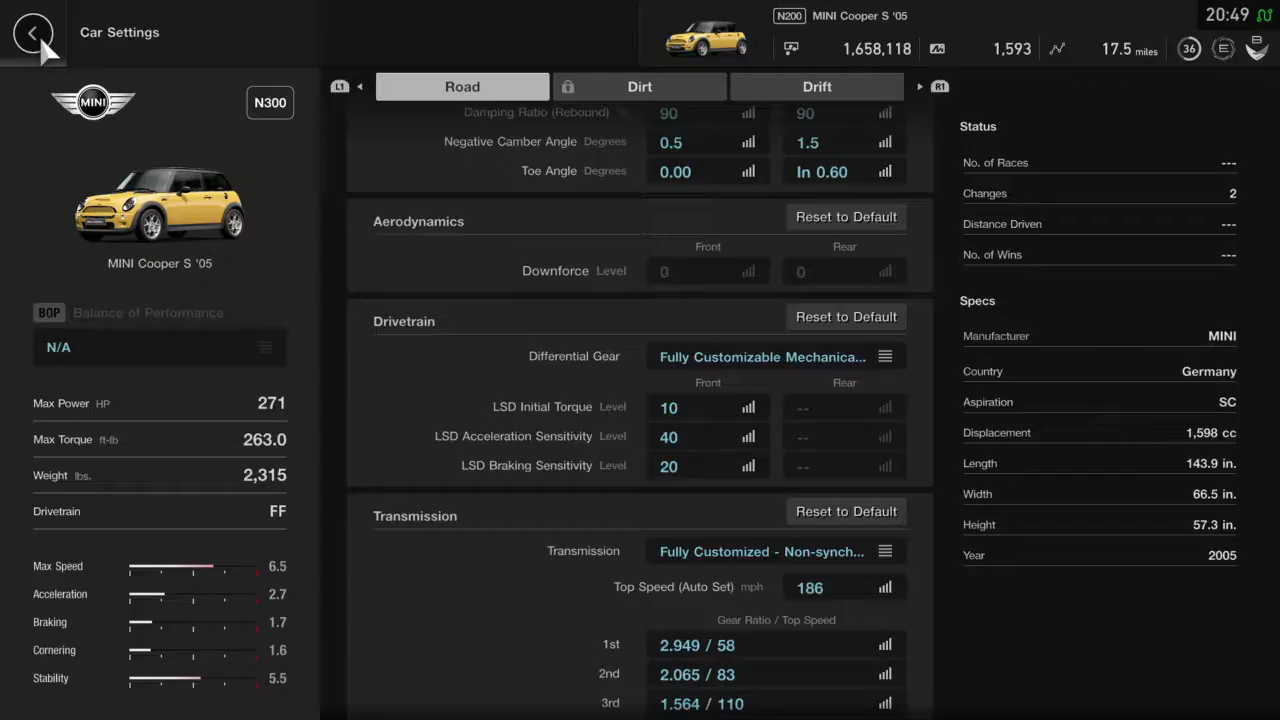 Car Settings
N200 MINI Cooper S '05
20:49
1,658,118 1,593 17.5 miles 36 E B
MINI
N300
MINI Cooper S '05
BOP Balance of Performance
N/A
Max Power HP 271
Max Torque ft-lb 263.0
Weight lbs. 2,315
Drivetrain FF
Max Speed 6.5
Acceleration 2.7
Braking 1.7
Cornering 1.6
Stability 5.5
L1 Road Dirt Drift R1
Damping Ratio (Rebound) 90 90
Negative Camber Angle Degrees 0.5 1.5
Toe Angle Degrees 0.00 In 0.60
Aerodynamics Reset to Default
Front Rear
Downforce Level 0 0
Drivetrain Reset to Default
Differential Gear Fully Customizable Mechanica...
Front Rear
LSD Initial Torque Level 10 --
LSD Acceleration Sensitivity Level 40 --
LSD Braking Sensitivity Level 20 --
Transmission Reset to Default
Transmission Fully Customized - Non-synch...
Top Speed (Auto Set) mph 186
Gear Ratio / Top Speed
1st 2.949 / 58
2nd 2.065 / 83
3rd 1.564 / 110
Status
No. of Races ---
Changes 2
Distance Driven ---
No. of Wins ---
Specs
Manufacturer MINI
Country Germany
Aspiration SC
Displacement 1,598 cc
Length 143.9 in.
Width 66.5 in.
Height 57.3 in.
Year 2005